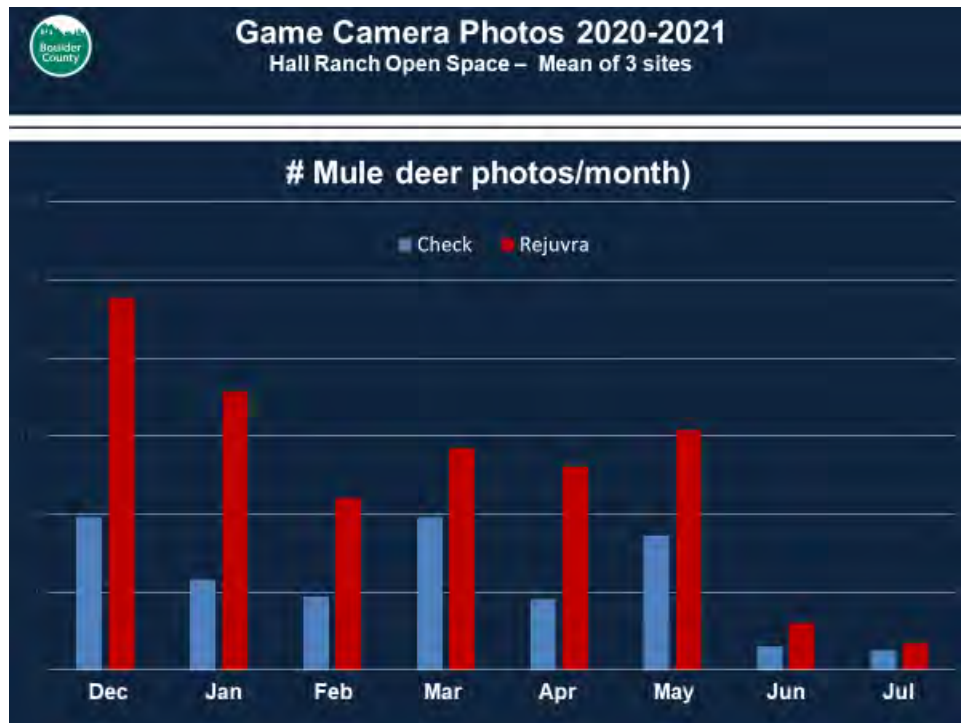 Boulder
County
Game Camera Photos 2020-2021
Hall Ranch Open Space – Mean of 3 sites
# Mule deer photos/month)
Check Rejuvra
Dec Jan Feb Mar Apr May Jun Jul